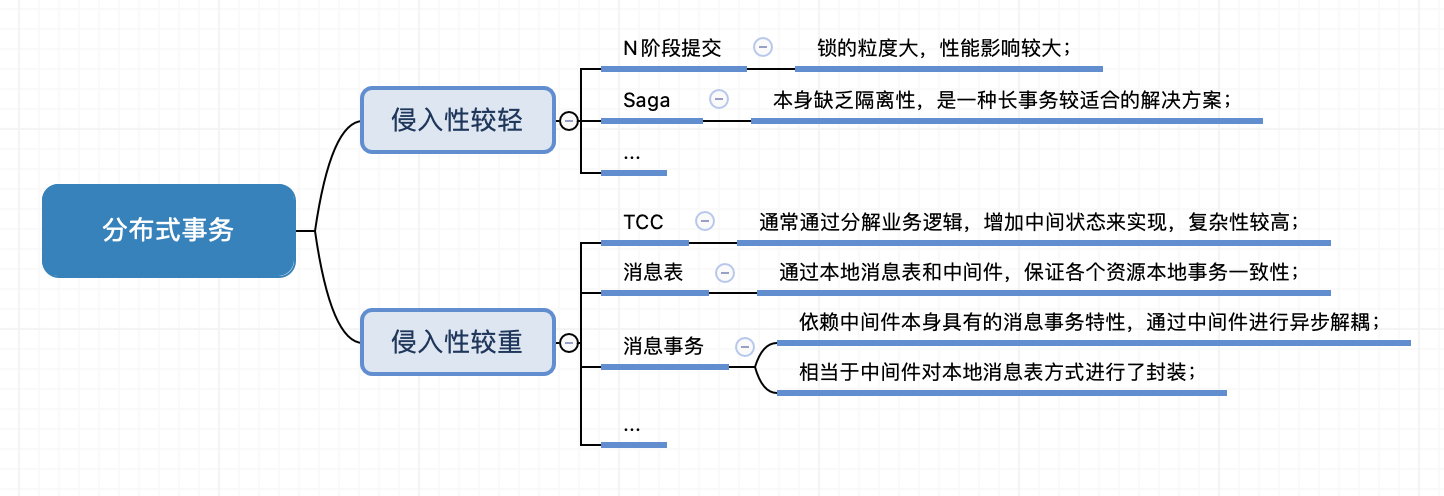 分布式事务
侵入性较轻
N阶段提交
锁的粒度大，性能影响较大；
Saga
本身缺乏隔离性，是一种长事务较适合的解决方案；
...
侵入性较重
TCC
通常通过分解业务逻辑，增加中间状态来实现，复杂性较高；
消息表
通过本地消息表和中间件，保证各个资源本地事务一致性；
消息事务
依赖中间件本身具有的消息事务特性，通过中间件进行异步解耦；
相当于中间件对本地消息表方式进行了封装；
...